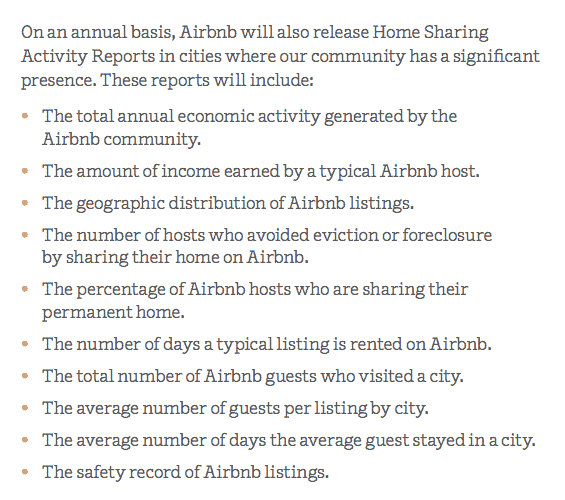 On an annual basis, Airbnb will also release Home Sharing
Activity Reports in cities where our community has a significant
presence. These reports will include:
• The total annual economic activity generated by the
Airbnb community.
• The amount of income earned by a typical Airbnb host.
• The geographic distribution of Airbnb listings.
• The number of hosts who avoided eviction or foreclosure
by sharing their home on Airbnb.
• The percentage of Airbnb hosts who are sharing their
permanent home.
• The number of days a typical listing is rented on Airbnb.
• The total number of Airbnb guests who visited a city.
• The average number of guests per listing by city.
• The average number of days the average guest stayed in a city.
• The safety record of Airbnb listings.